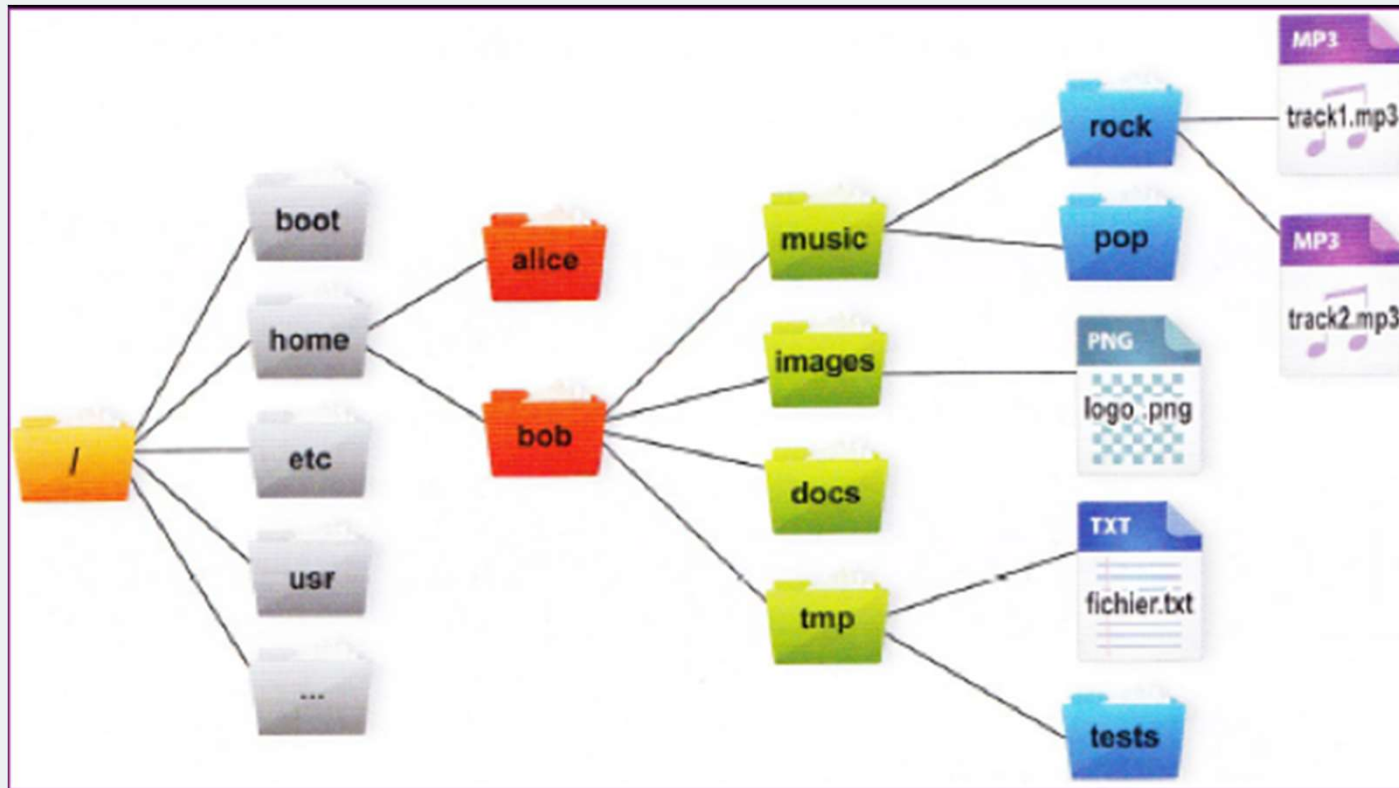 /
boot
home
etc
usr
...
alice
bob
music
images
docs
tmp
rock
pop
PNG
logo .png
TXT
fichier.txt
tests
MP3
track1.mp3
MP3
track2.mp3